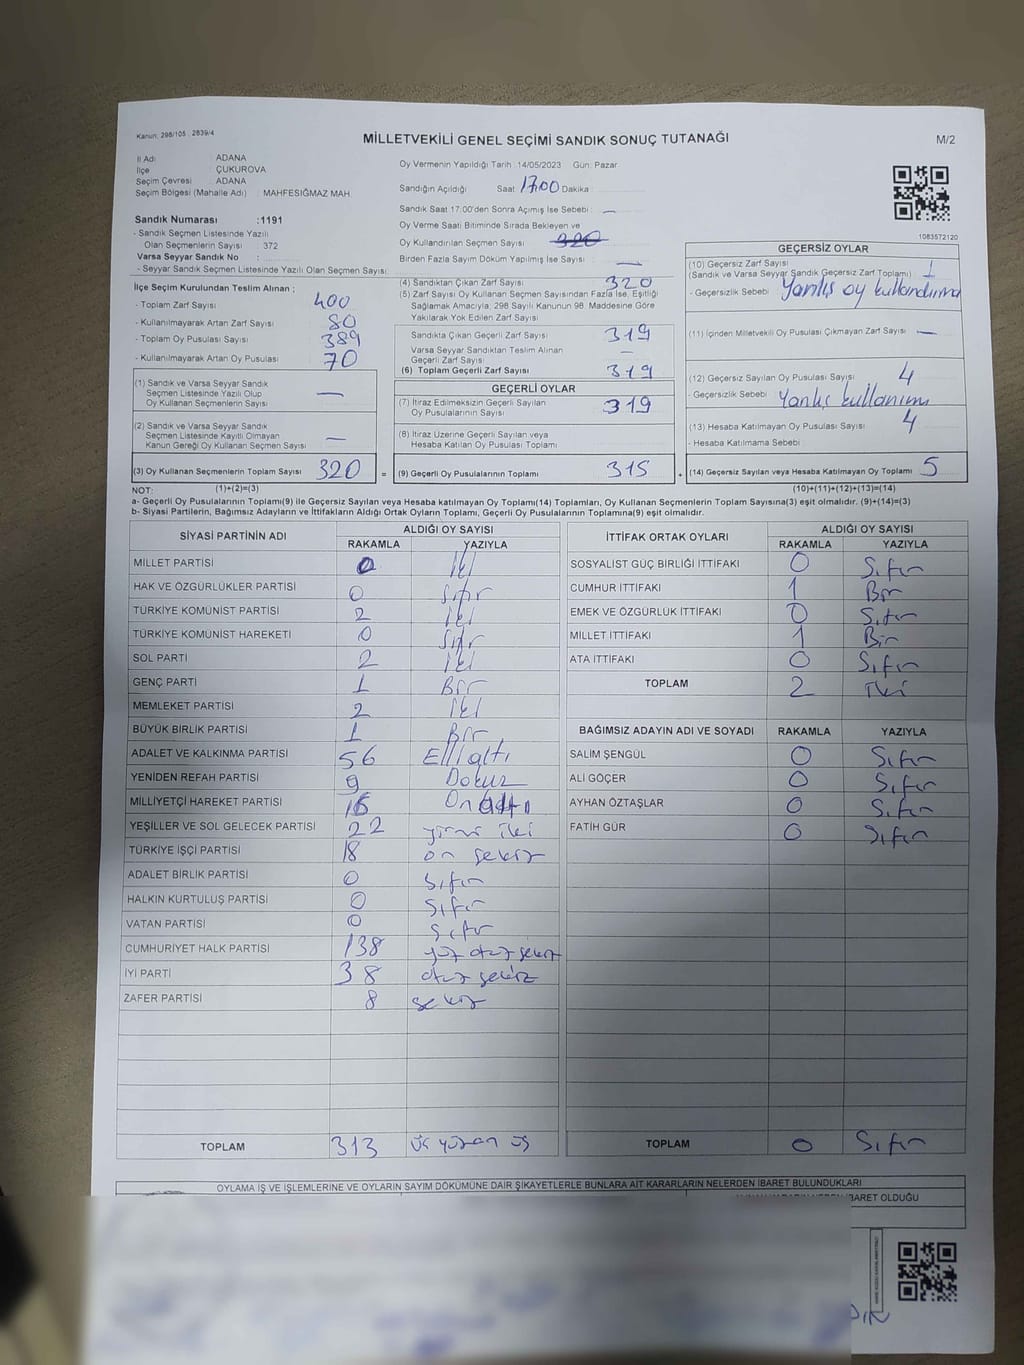 Kanun: 298/105 , 2839/4
MİLLETVEKİLİ GENEL SEÇİMİ SANDIK SONUÇ TUTANAĞI
M/2
İl Adı : ADANA
İlçe : ÇUKUROVA
Seçim Çevresi : ADANA
Seçim Bölgesi (Mahalle Adı) : MAHFESIĞMAZ MAH.
Sandık Numarası :1191
- Sandık Seçmen Listesinde Yazılı
Olan Seçmenlerin Sayısı : 372
Varsa Seyyar Sandık No :
- Seyyar Sandık Seçmen Listesinde Yazılı Olan Seçmen Sayısı:
İlçe Seçim Kurulundan Teslim Alınan ;
- Toplam Zarf Sayısı : 400
- Kullanılmayarak Artan Zarf Sayısı : 80
- Toplam Oy Pusulası Sayısı : 389
- Kullanılmayarak Artan Oy Pusulası : 70
(1) Sandık ve Varsa Seyyar Sandık
Seçmen Listesinde Yazılı Olup
Oy Kullanan Seçmenlerin Sayısı —
(2) Sandık ve Varsa Seyyar Sandık
Seçmen Listesinde Kayıtlı Olmayan
Kanun Gereği Oy Kullanan Seçmen Sayısı —
(3) Oy Kullanan Seçmenlerin Toplam Sayısı 320 =
Oy Vermenin Yapıldığı Tarih :14/05/2023 Gün: Pazar
Sandığın Açıldığı Saat: 17.00 Dakika :
Sandık Saat 17:00'den Sonra Açımış İse Sebebi : —
Oy Verme Saati Bitiminde Sırada Bekleyen ve
Oy Kullandırılan Seçmen Sayısı : 320
Birden Fazla Sayım Döküm Yapılmış İse Sayısı : —
(4) Sandıktan Çıkan Zarf Sayısı : 320
(5) Zarf Sayısı Oy Kullanan Seçmen Sayısından Fazla İse, Eşitliği
Sağlamak Amacıyla, 298 Sayılı Kanunun 98. Maddesine Göre
Yakılarak Yok Edilen Zarf Sayısı :
Sandıkta Çıkan Geçerli Zarf Sayısı : 319
Varsa Seyyar Sandıktan Teslim Alınan
Geçerli Zarf Sayısı : —
(6) Toplam Geçerli Zarf Sayısı : 319
GEÇERLİ OYLAR
(7) İtiraz Edilmeksizin Geçerli Sayılan
Oy Pusulalarının Sayısı : 319
(8) İtiraz Üzerine Geçerli Sayılan veya
Hesaba Katılan Oy Pusulası Toplamı
(9) Geçerli Oy Pusulalarının Toplamı : 315 +
1083572120
GEÇERSİZ OYLAR
(10) Geçersiz Zarf Sayısı
(Sandık ve Varsa Seyyar Sandık Geçersiz Zarf Toplamı) : 1
- Geçersizlik Sebebi : Yanlış oy kullandırma
(11) İçinden Milletvekili Oy Pusulası Çıkmayan Zarf Sayısı : —
(12) Geçersiz Sayılan Oy Pusulası Sayısı : 4
- Geçersizlik Sebebi : Yanlış kullanım
(13) Hesaba Katılmayan Oy Pusulası Sayısı : 4
- Hesaba Katılmama Sebebi :
(14) Geçersiz Sayılan veya Hesaba Katılmayan Oy Toplamı : 5
NOT: (1)+(2)=(3)
(10)+(11)+(12)+(13)=(14)
a- Geçerli Oy Pusulaları Toplamı(9) ile Geçersiz Sayılan veya Hesaba katılmayan Oy Toplamı(14) Toplamları, Oy Kullanan Seçmenlerin Toplam Sayısına(3) eşit olmalıdır. (9)+(14)=(3)
b- Siyasi Partilerin, Bağımsız Adayların ve İttifakların Aldığı Ortak Oyların Toplamı, Geçerli Oy Pusulalarının Toplamına(9) eşit olmalıdır.
SİYASİ PARTİNİN ADI ALDIĞI OY SAYISI
RAKAMLA YAZIYLA
MİLLET PARTİSİ İki
HAK VE ÖZGÜRLÜKLER PARTİSİ 0 Sıfır
TÜRKİYE KOMÜNİST PARTİSİ 2 İki
TÜRKİYE KOMÜNİST HAREKETİ 0 Sıfır
SOL PARTİ 2 İki
GENÇ PARTİ 1 Bir
MEMLEKET PARTİSİ 2 İki
BÜYÜK BİRLİK PARTİSİ 1 Bir
ADALET VE KALKINMA PARTİSİ 56 Elli altı
YENİDEN REFAH PARTİSİ 9 Dokuz
MİLLİYETÇİ HAREKET PARTİSİ 16 On altı
YEŞİLLER VE SOL GELECEK PARTİSİ 22 yirmi iki
TÜRKİYE İŞÇİ PARTİSİ 18 on sekiz
ADALET BİRLİK PARTİSİ 0 Sıfır
HALKIN KURTULUŞ PARTİSİ 0 Sıfır
VATAN PARTİSİ 0 Sıfır
CUMHURİYET HALK PARTİSİ 138 yüz otuz sekiz
İYİ PARTİ 38 otuz sekiz
ZAFER PARTİSİ 8 sekiz
TOPLAM 313 üç yüz on üç
İTTİFAK ORTAK OYLARI ALDIĞI OY SAYISI
RAKAMLA YAZIYLA
SOSYALIST GÜÇ BİRLİĞİ İTTİFAKI 0 Sıfır
CUMHUR İTTİFAKI 1 Bir
EMEK VE ÖZGÜRLÜK İTTİFAKI 0 Sıfır
MİLLET İTTİFAKI 1 Bir
ATA İTTİFAKI 0 Sıfır
TOPLAM 2 iki
BAĞIMSIZ ADAYIN ADI VE SOYADI RAKAMLA YAZIYLA
SALİM ŞENGÜL 0 Sıfır
ALİ GÖÇER 0 Sıfır
AYHAN ÖZTAŞLAR 0 Sıfır
FATİH GÜR 0 Sıfır
TOPLAM 0 Sıfır
OYLAMA İŞ VE İŞLEMLERİNE VE OYLARIN SAYIM DÖKÜMÜNE DAİR ŞİKAYETLERLE BUNLARA AİT KARARLARIN NELERDEN İBARET BULUNDUKLARI
İBARET OLDUĞU